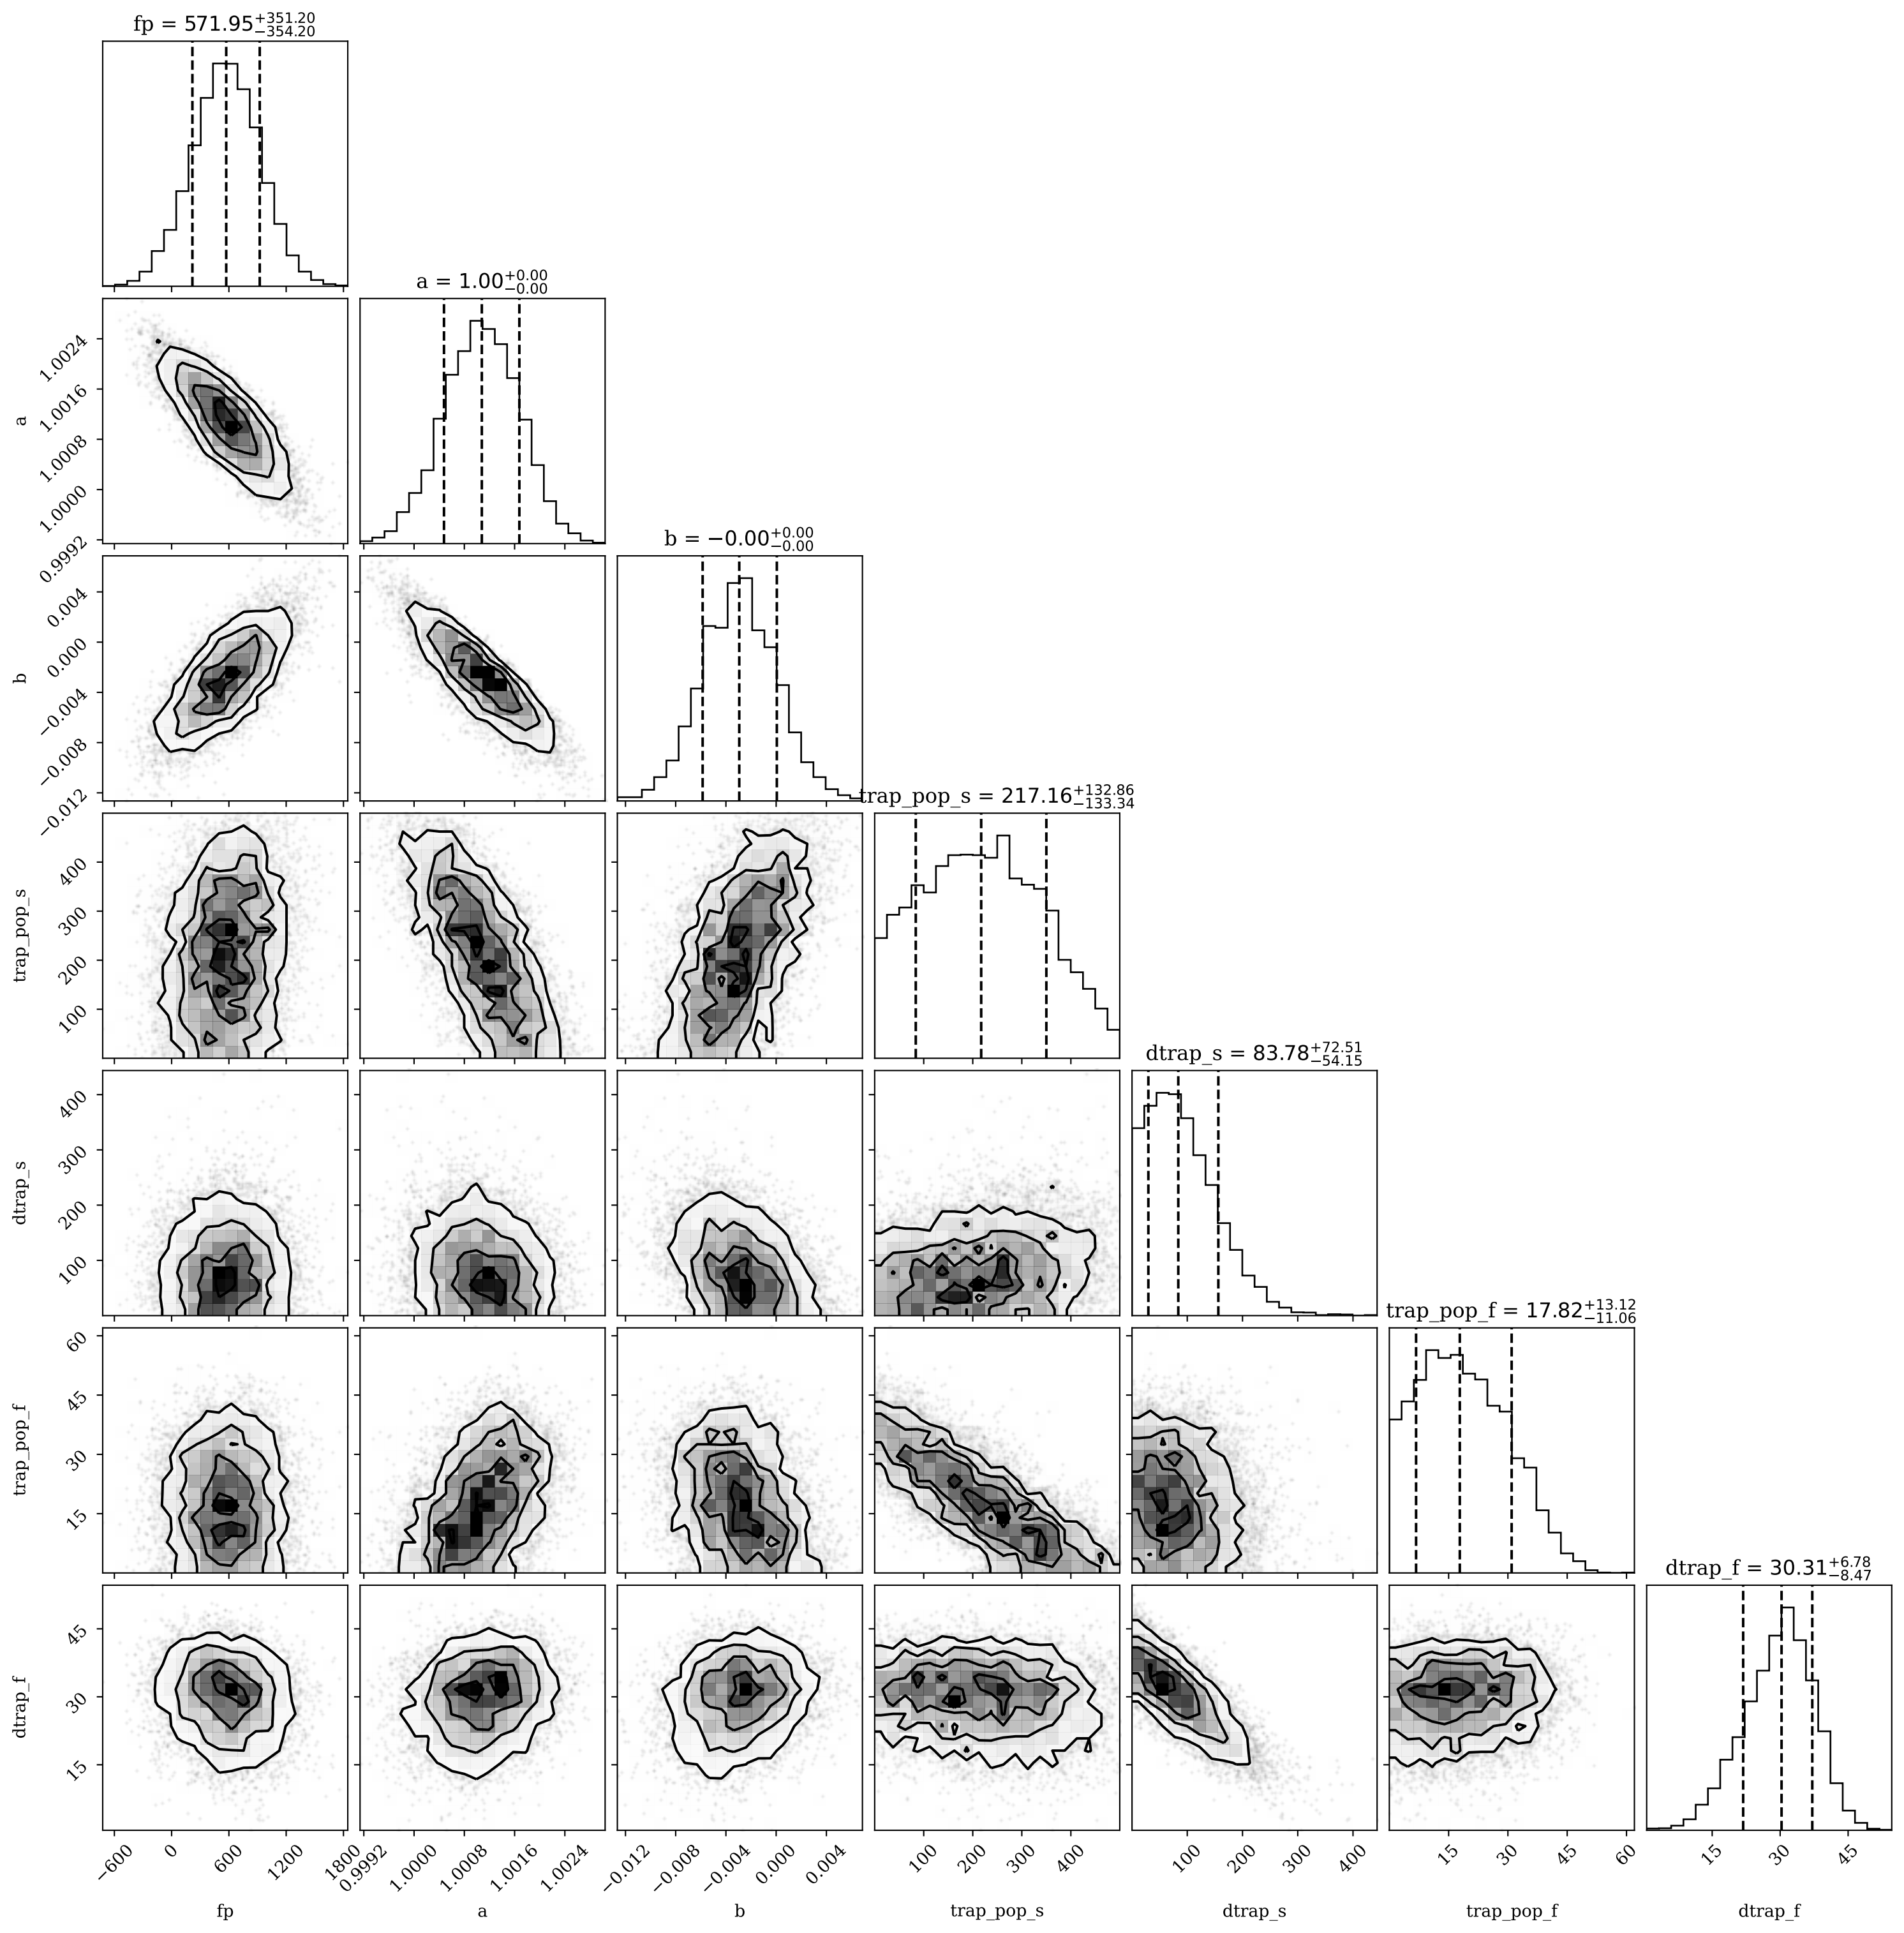 fp = 571.95+351.20−354.20
a = 1.00+0.00−0.00
1.0024
1.0016
1.0008
1.0000
0.9992
a
b = −0.00+0.00−0.00
0.004
0.000
−0.004
−0.008
−0.012
b
trap_pop_s = 217.16+132.86−133.34
400
300
200
100
trap_pop_s
dtrap_s = 83.78+72.51−54.15
400
300
200
100
dtrap_s
trap_pop_f = 17.82+13.12−11.06
60
45
30
15
trap_pop_f
dtrap_f = 30.31+6.78−8.47
45
30
15
dtrap_f
−600 0 600 1200 1800 0.9992 1.0000 1.0008 1.0016 1.0024 −0.012 −0.008 −0.004 0.000 0.004 100 200 300 400 100 200 300 400 15 30 45 60 15 30 45
fp a b trap_pop_s dtrap_s trap_pop_f dtrap_f